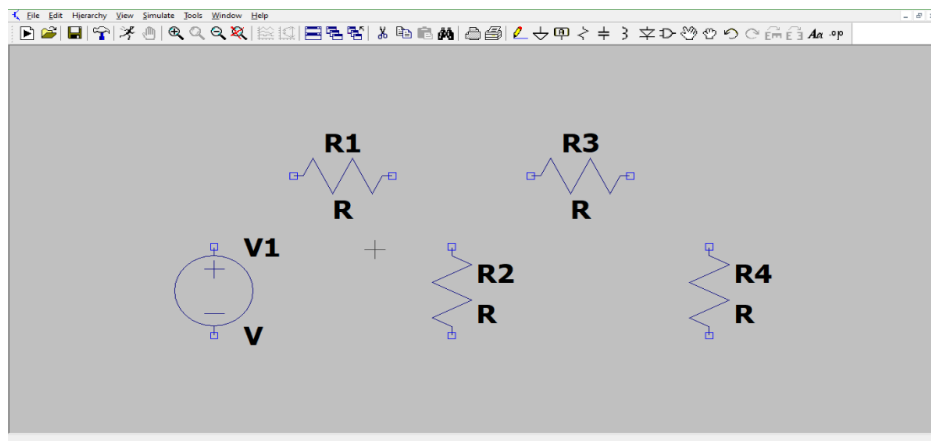 File Edit Hierarchy View Simulate Tools Window Help
Aa .op
R1 R3
R R
V1 R2 R4
V R R